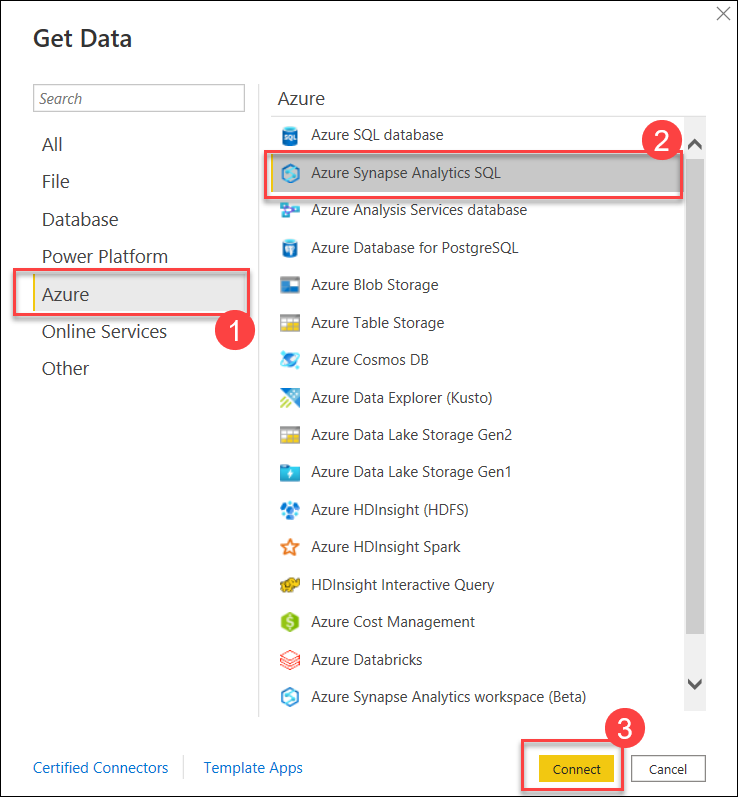 Get Data
Search
All
File
Database
Power Platform
Azure
1
Online Services
Other
Azure
Azure SQL database
2
Azure Synapse Analytics SQL
Azure Analysis Services database
Azure Database for PostgreSQL
Azure Blob Storage
Azure Table Storage
Azure Cosmos DB
Azure Data Explorer (Kusto)
Azure Data Lake Storage Gen2
Azure Data Lake Storage Gen1
Azure HDInsight (HDFS)
Azure HDInsight Spark
HDInsight Interactive Query
Azure Cost Management
Azure Databricks
Azure Synapse Analytics workspace (Beta)
Certified Connectors
Template Apps
3
Connect
Cancel